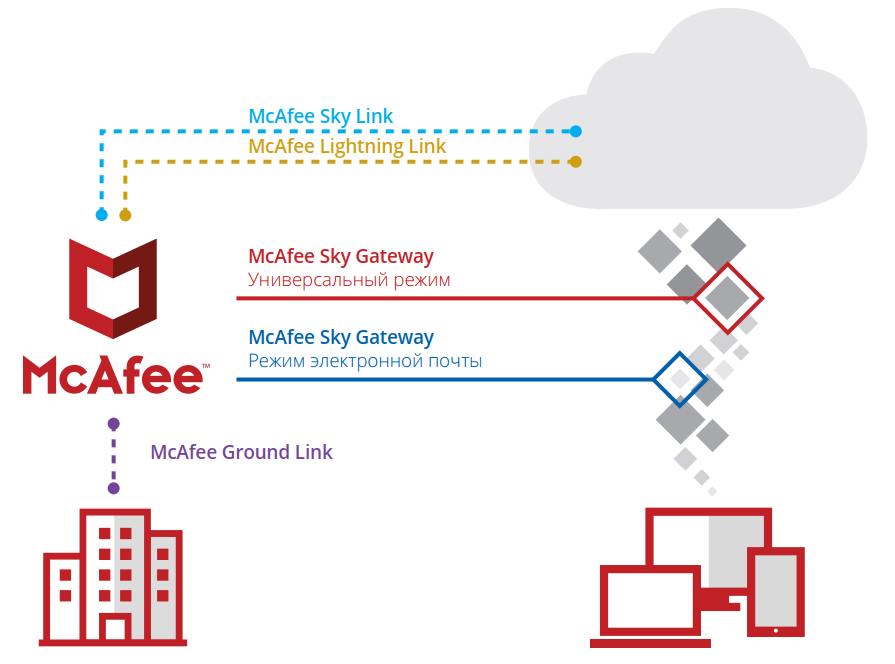 McAfee Sky Link
McAfee Lightning Link
McAfee Sky Gateway
Универсальный режим
McAfee Sky Gateway
Режим электронной почты
McAfee™
McAfee Ground Link